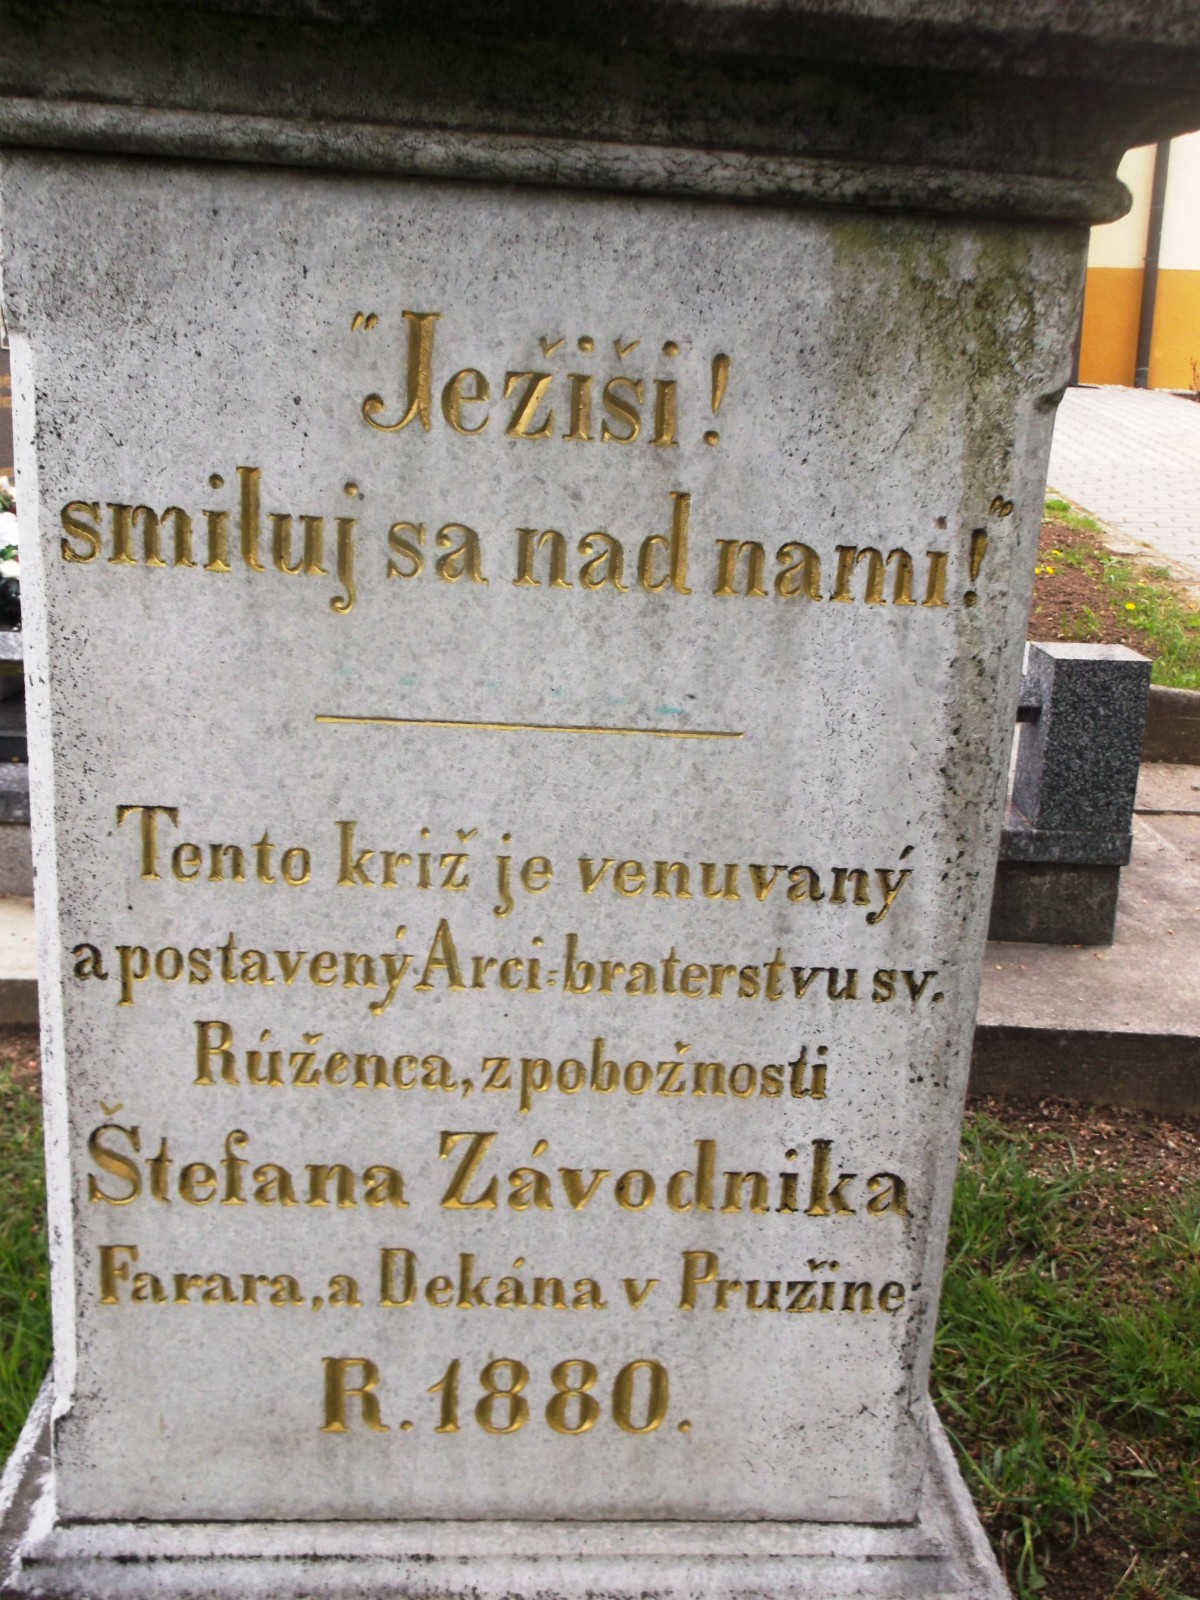 "Ježiši!
smiluj sa nad nami!"
Tento križ je venuvaný
a postavený Arci-braterstvu sv.
Rúženca, z pobožnosti
Štefana Závodnika
Farara, a Dekána v Pružine
R. 1880.